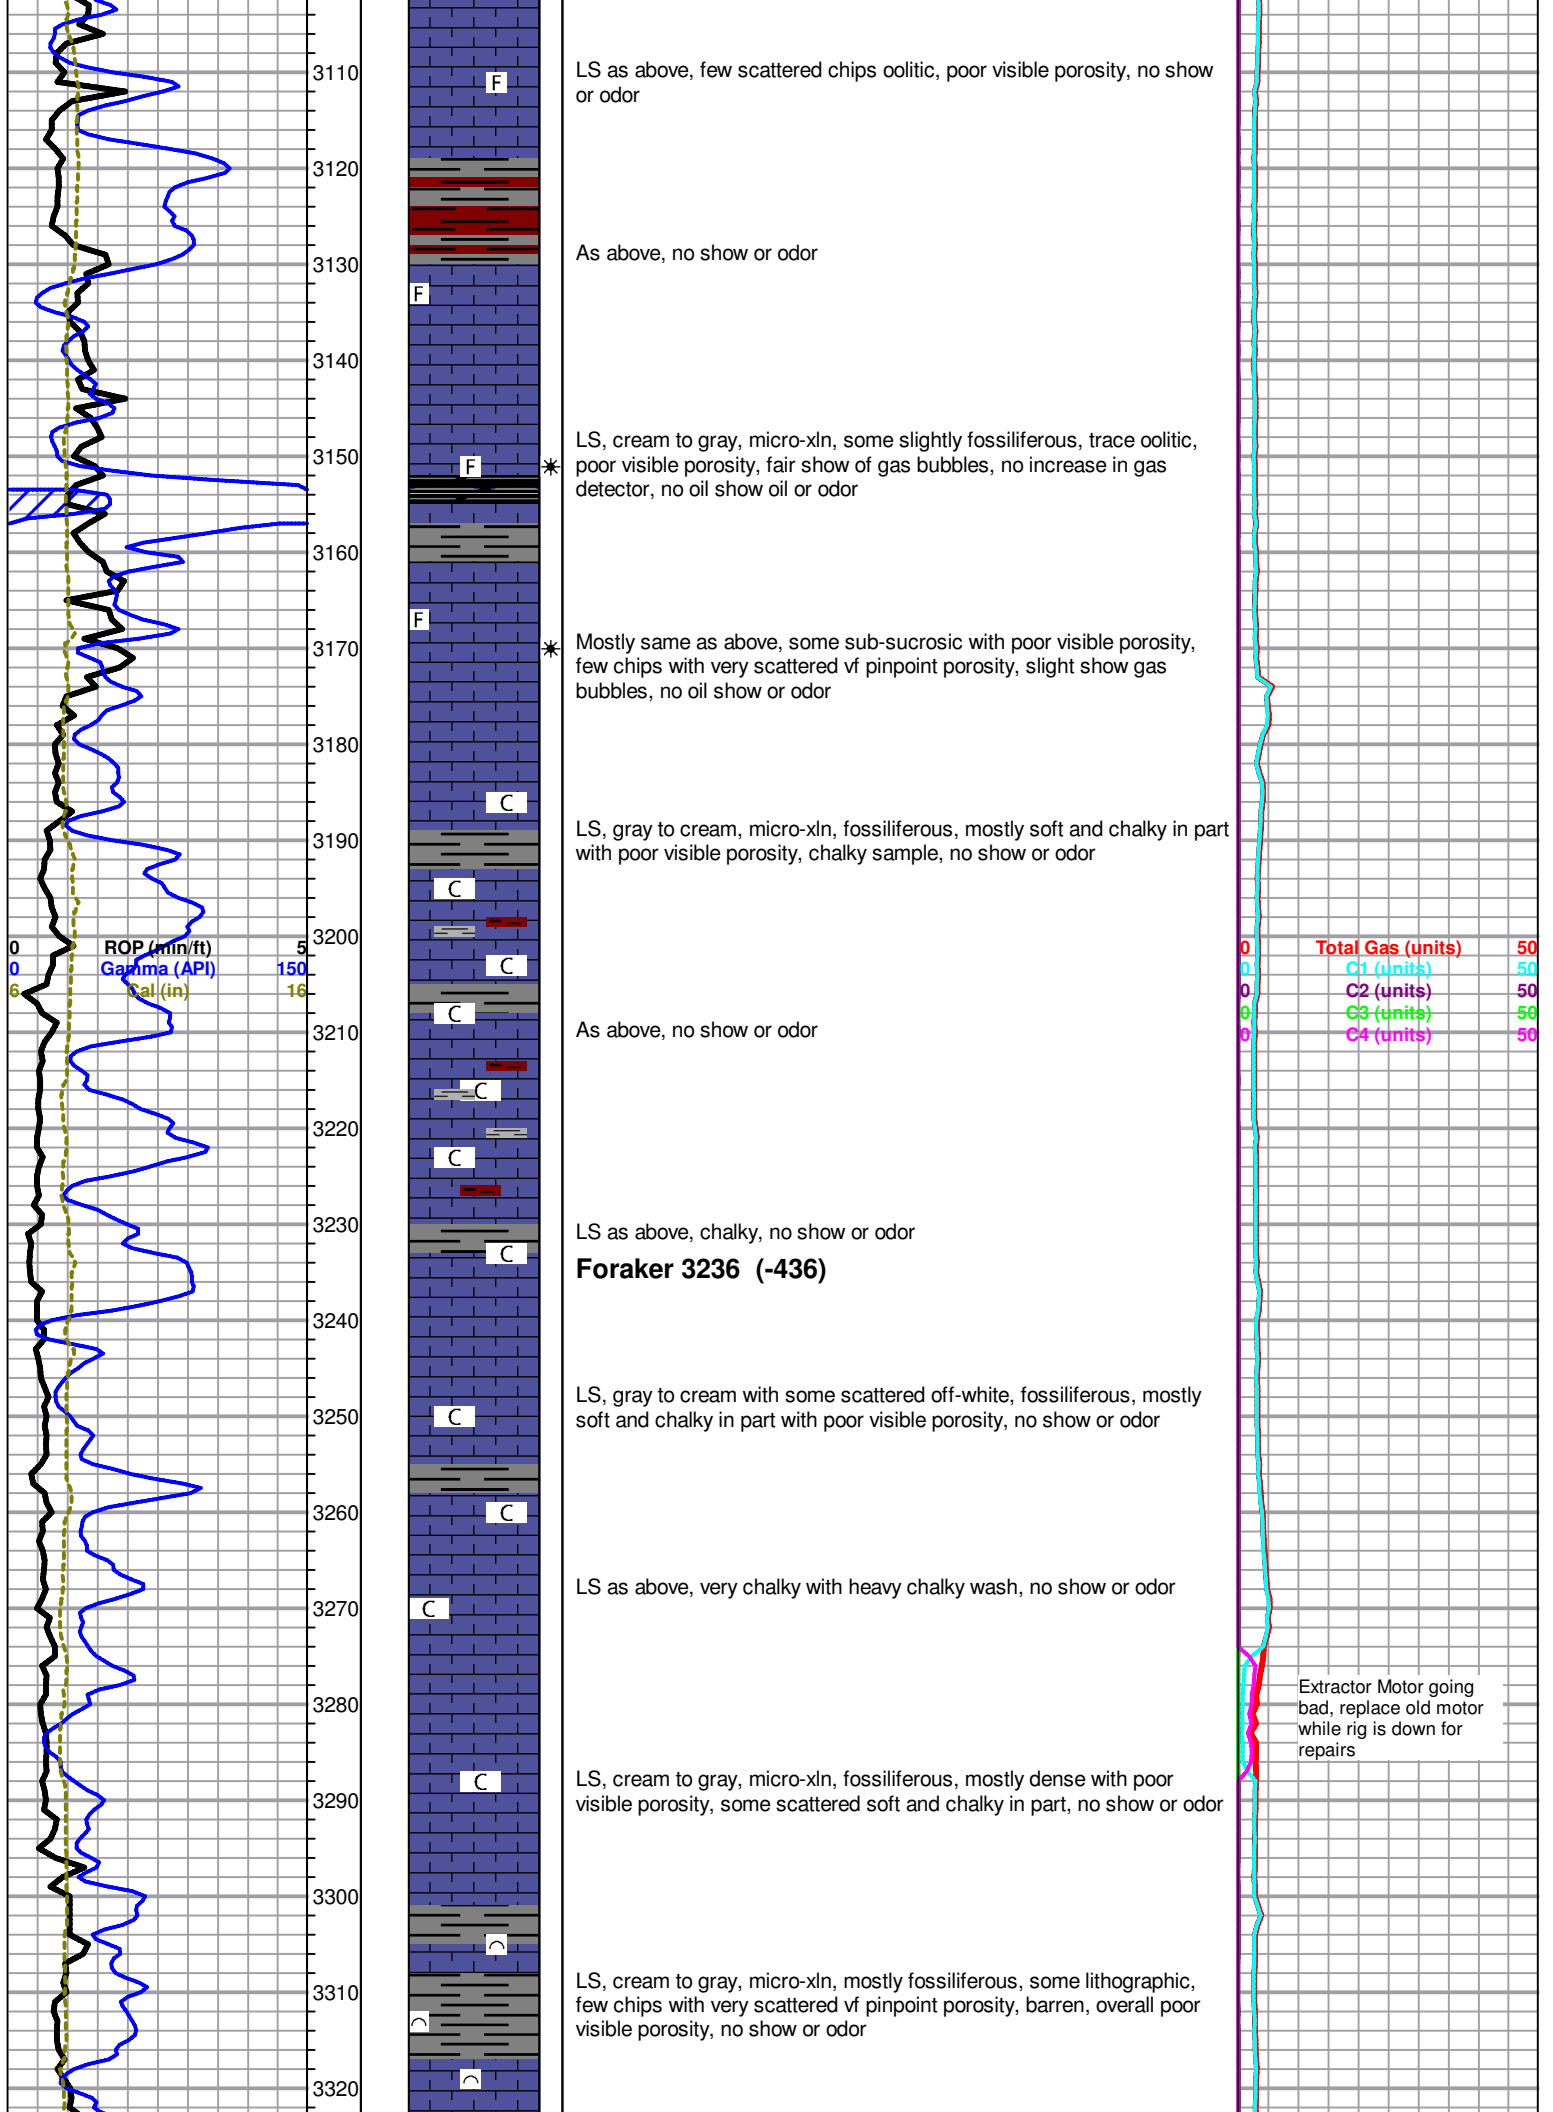 3110
F
LS as above, few scattered chips oolitic, poor visible porosity, no show
or odor
3120
3130
As above, no show or odor
F
3140
3150
LS, cream to gray, micro-xln, some slightly fossiliferous, trace oolitic,
poor visible porosity, fair show of gas bubbles, no increase in gas
detector, no oil show oil or odor
F
3160
F
3170
Mostly same as above, some sub-sucrosic with poor visible porosity,
few chips with very scattered vf pinpoint porosity, slight show gas
bubbles, no oil show or odor
3180
C
3190
LS, gray to cream, micro-xln, fossiliferous, mostly soft and chalky in part
with poor visible porosity, chalky sample, no show or odor
C
3200
0 ROP (min/ft) 5
0 Gamma (API) 150
6 Cal (in) 16
C
0 Total Gas (units) 50
0 C1 (units) 50
0 C2 (units) 50
0 C3 (units) 50
0 C4 (units) 50
C
3210
As above, no show or odor
C
3220
C
3230
LS as above, chalky, no show or odor
C
Foraker 3236 (-436)
3240
3250
LS, gray to cream with some scattered off-white, fossiliferous, mostly
soft and chalky in part with poor visible porosity, no show or odor
C
3260
C
LS as above, very chalky with heavy chalky wash, no show or odor
3270
C
3280
Extractor Motor going
bad, replace old motor
while rig is down for
repairs
C
LS, cream to gray, micro-xln, fossiliferous, mostly dense with poor
visible porosity, some scattered soft and chalky in part, no show or odor
3290
3300
3310
LS, cream to gray, micro-xln, mostly fossiliferous, some lithographic,
few chips with very scattered vf pinpoint porosity, barren, overall poor
visible porosity, no show or odor
3320